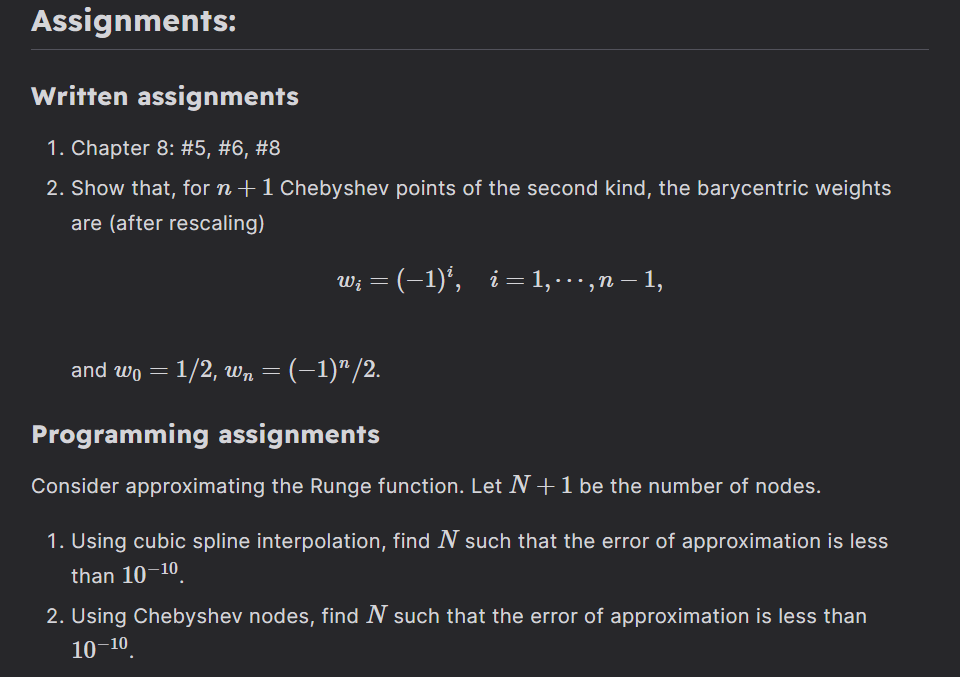 Assignments:
Written assignments
1. Chapter 8: #5, #6, #8
2. Show that, for n + 1 Chebyshev points of the second kind, the barycentric weights
are (after rescaling)
w_i = (−1)^i, i = 1, ⋯ , n − 1,
and w_0 = 1/2, w_n = (−1)^n/2.
Programming assignments
Consider approximating the Runge function. Let N + 1 be the number of nodes.
1. Using cubic spline interpolation, find N such that the error of approximation is less
than 10^−10.
2. Using Chebyshev nodes, find N such that the error of approximation is less than
10^−10.